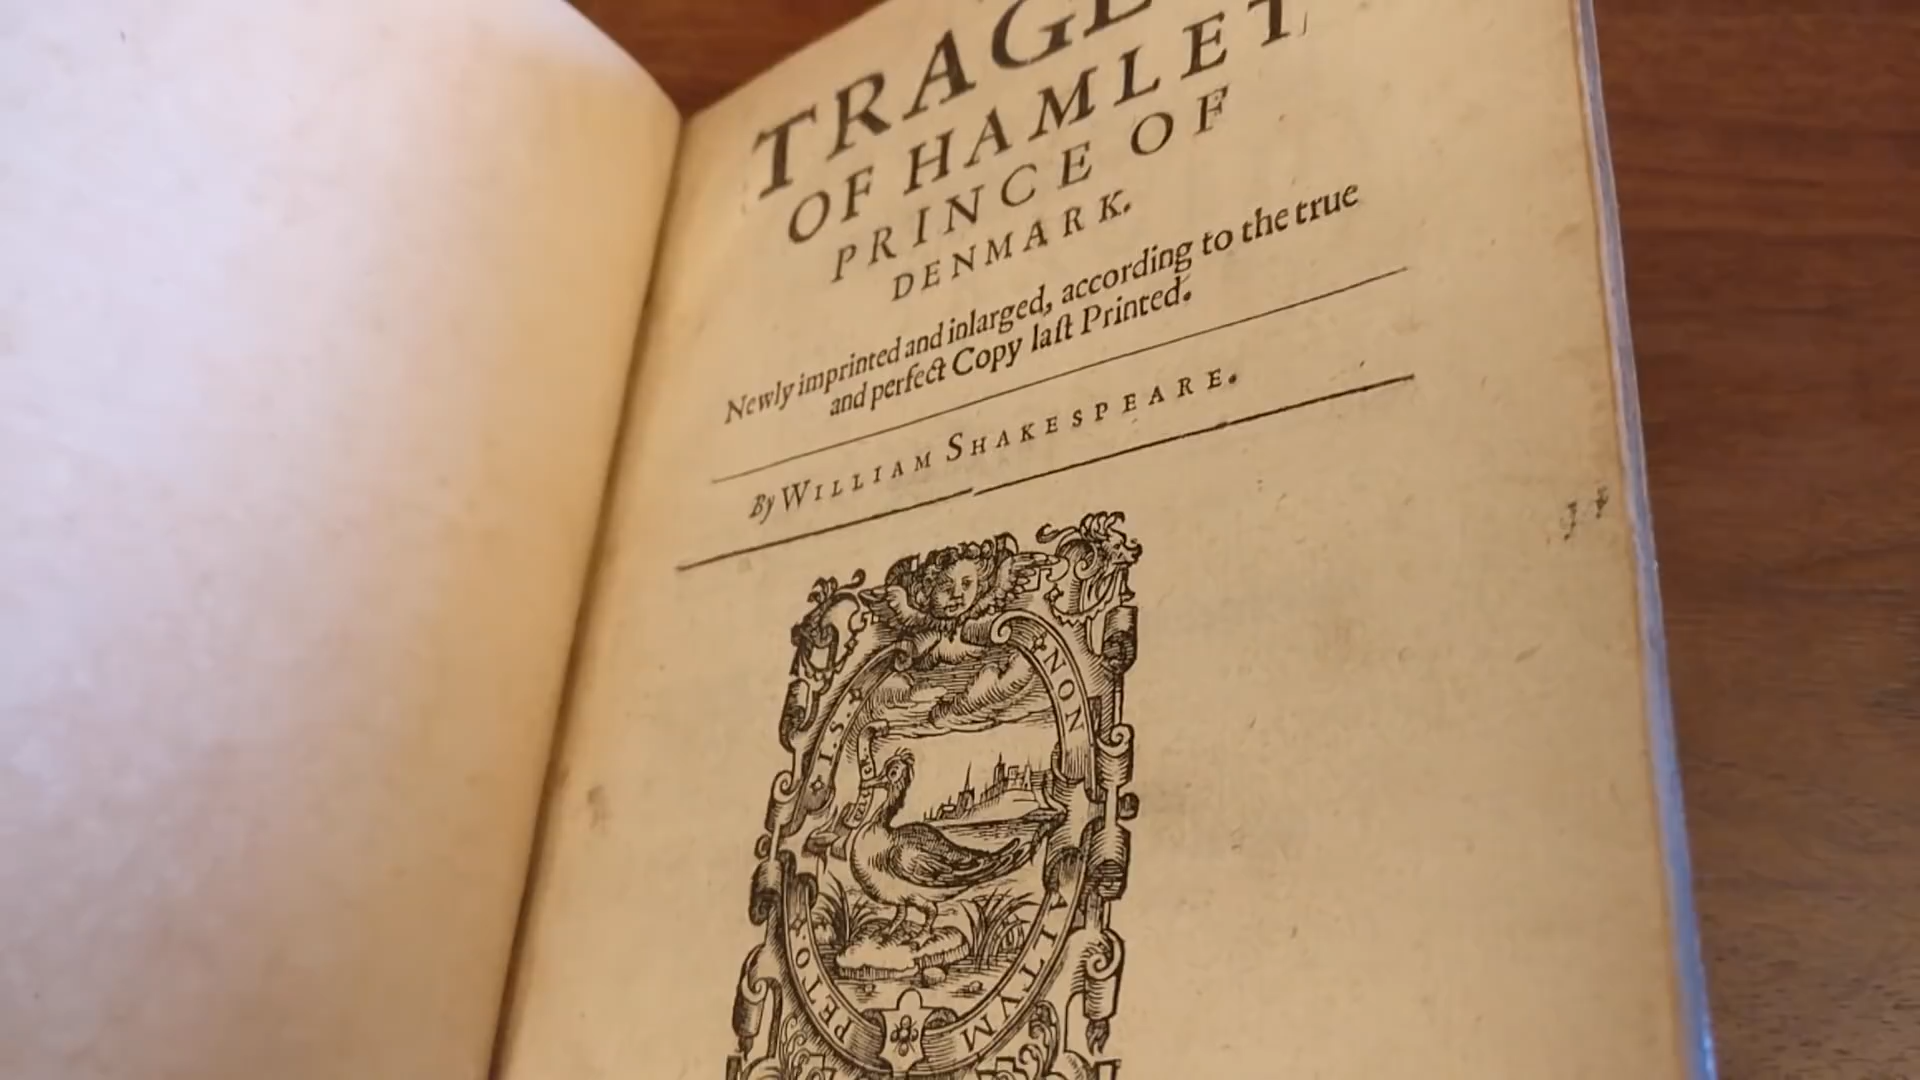 TRAGE
OF HAMLET
PRINCE OF
DENMARK.
Newly imprinted and inlarged, according to the true
and perfect Copy laſt Printed.
By WILLIAM SHAKESPEARE.
NON
ALTVM
PETO
I.S.